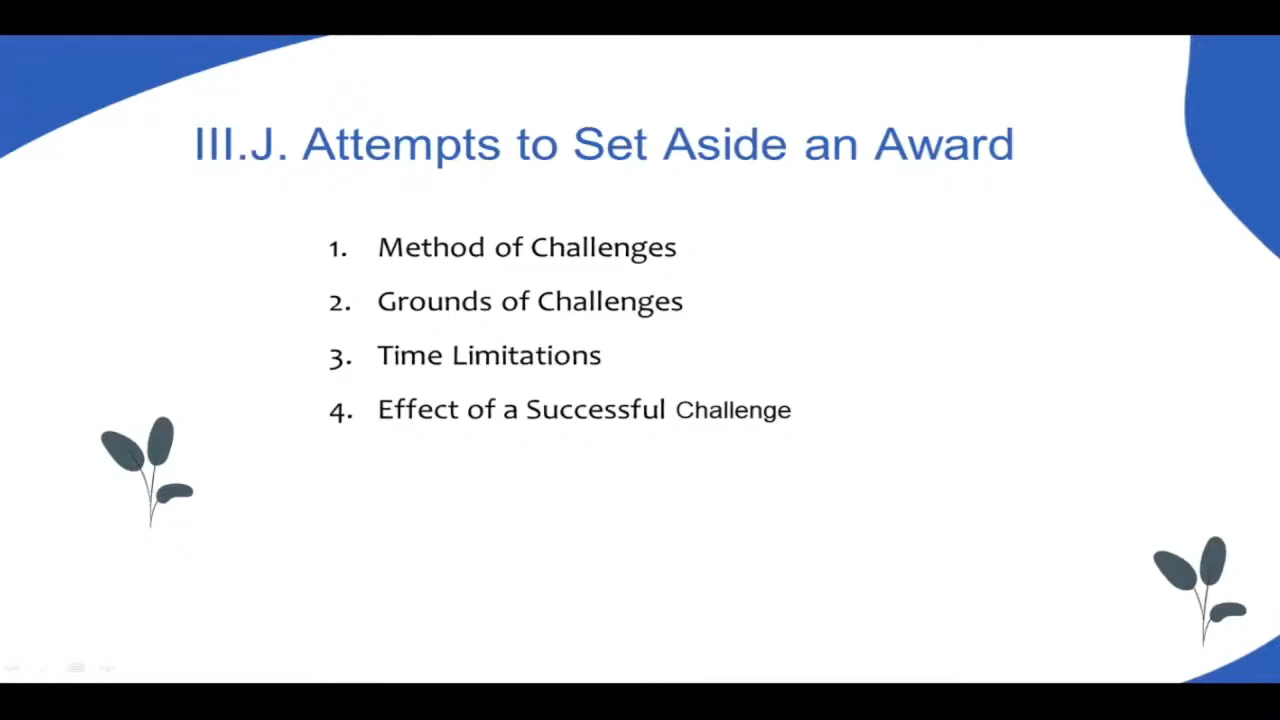 III.J. Attempts to Set Aside an Award
1. Method of Challenges
2. Grounds of Challenges
3. Time Limitations
4. Effect of a Successful Challenge